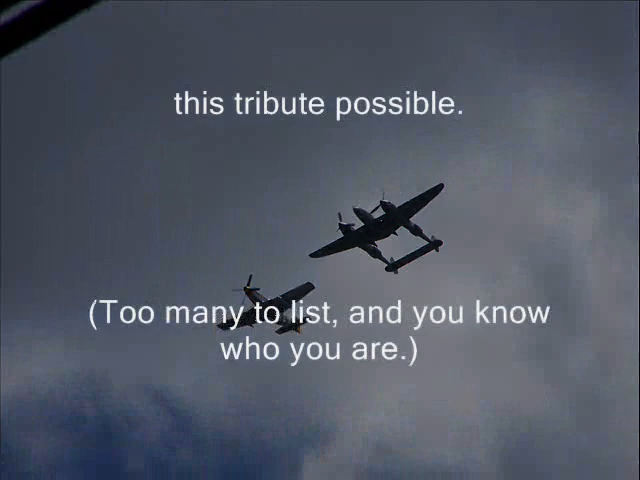 this tribute possible.
(Too many to list, and you know
who you are.)